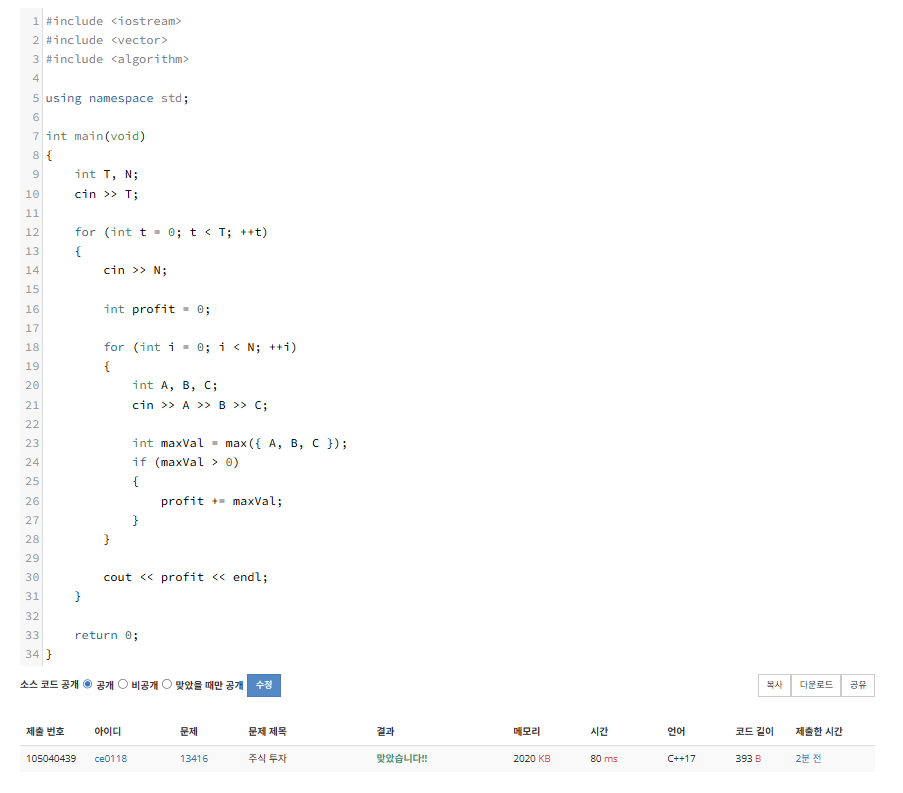 1 #include <iostream>
2 #include <vector>
3 #include <algorithm>
4
5 using namespace std;
6
7 int main(void)
8 {
9     int T, N;
10     cin >> T;
11
12     for (int t = 0; t < T; ++t)
13     {
14         cin >> N;
15
16         int profit = 0;
17
18         for (int i = 0; i < N; ++i)
19         {
20             int A, B, C;
21             cin >> A >> B >> C;
22
23             int maxVal = max({ A, B, C });
24             if (maxVal > 0)
25             {
26                 profit += maxVal;
27             }
28         }
29
30         cout << profit << endl;
31     }
32
33     return 0;
34 }
소스 코드 공개 공개 비공개 맞았을 때만 공개 수정 복사 다운로드 공유
제출 번호 아이디 문제 문제 제목 결과 메모리 시간 언어 코드 길이 제출한 시간
105040439 ce0118 13416 주식 투자 맞았습니다!! 2020 KB 80 ms C++17 393 B 2분 전